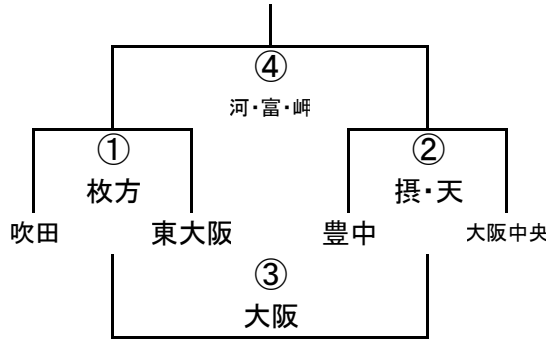 ④
河・富・岬
① ②
枚方 摂・天
吹田 東大阪 豊中 大阪中央
③
大阪